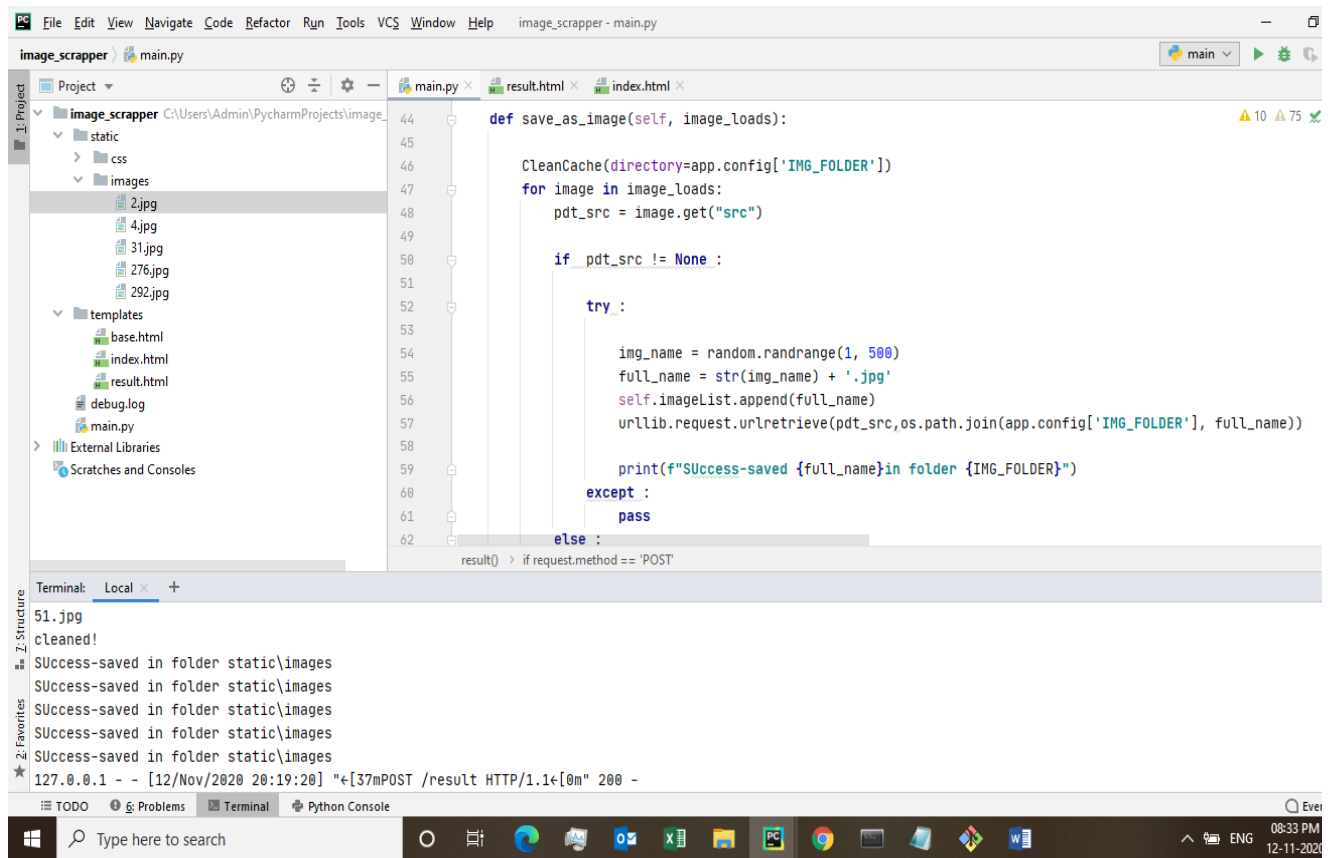 File Edit View Navigate Code Refactor Run Tools VCS Window Help image_scrapper - main.py
image_scrapper main.py
main
1: Project
Project
main.py result.html index.html
image_scrapper C:\Users\Admin\PycharmProjects\image_
static
css
images
2.jpg
4.jpg
31.jpg
276.jpg
292.jpg
templates
base.html
index.html
result.html
debug.log
main.py
External Libraries
Scratches and Consoles
10 75
44 def save_as_image(self, image_loads):
45
46 CleanCache(directory=app.config['IMG_FOLDER'])
47 for image in image_loads:
48 pdt_src = image.get("src")
49
50 if pdt_src != None :
51
52 try :
53
54 img_name = random.randrange(1, 500)
55 full_name = str(img_name) + '.jpg'
56 self.imageList.append(full_name)
57 urllib.request.urlretrieve(pdt_src,os.path.join(app.config['IMG_FOLDER'], full_name))
58
59 print(f"SUccess-saved {full_name}in folder {IMG_FOLDER}")
60 except :
61 pass
62 else :
result() if request.method == 'POST'
7: Structure
2: Favorites
Terminal: Local +
51.jpg
cleaned!
SUccess-saved in folder static\images
SUccess-saved in folder static\images
SUccess-saved in folder static\images
SUccess-saved in folder static\images
SUccess-saved in folder static\images
127.0.0.1 - - [12/Nov/2020 20:19:20] "←[37mPOST /result HTTP/1.1←[0m" 200 -
TODO 6: Problems Terminal Python Console Ever
Type here to search
ENG
08:33 PM
12-11-2020